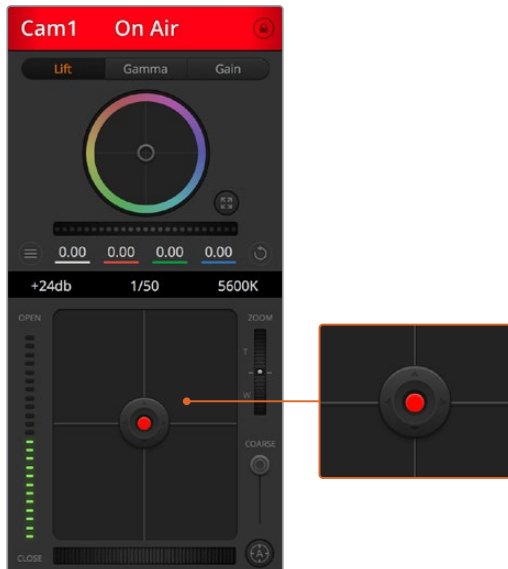 Cam1 On Air
Lift Gamma Gain
0.00 0.00 0.00 0.00
+24db 1/50 5600K
OPEN ZOOM
T
W
COARSE
A
CLOSE